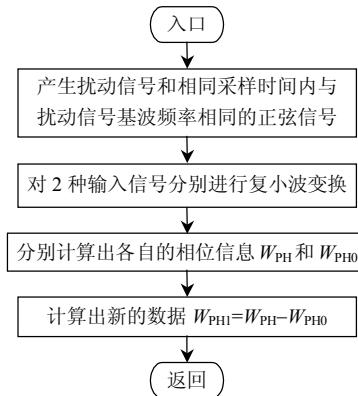 入口
产生扰动信号和相同采样时间内与
扰动信号基波频率相同的正弦信号
对 2 种输入信号分别进行复小波变换
分别计算出各自的相位信息 WPH 和 WPH0
计算出新的数据 WPH1=WPH−WPH0
返回